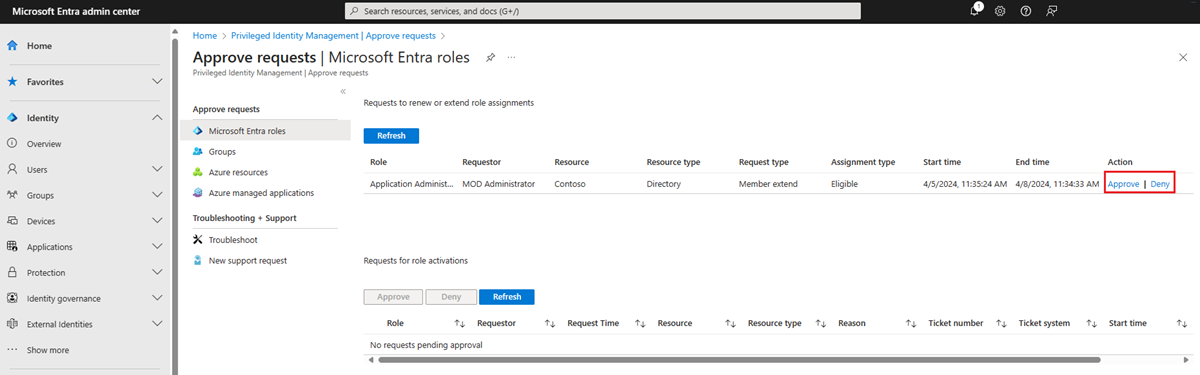 Microsoft Entra admin center
Search resources, services, and docs (G+/)
1
Home
Favorites
Identity
Overview
Users
Groups
Devices
Applications
Protection
Identity governance
External Identities
Show more
Home > Privileged Identity Management | Approve requests >
Approve requests | Microsoft Entra roles
Privileged Identity Management | Approve requests
Approve requests
Microsoft Entra roles
Groups
Azure resources
Azure managed applications
Troubleshooting + Support
Troubleshoot
New support request
Requests to renew or extend role assignments
Refresh
Role Requestor Resource Resource type Request type Assignment type Start time End time Action
Application Administ... MOD Administrator Contoso Directory Member extend Eligible 4/5/2024, 11:35:24 AM 4/8/2024, 11:34:33 AM Approve | Deny
Requests for role activations
Approve Deny Refresh
Role Requestor Request Time Resource Resource type Reason Ticket number Ticket system Start time
No requests pending approval